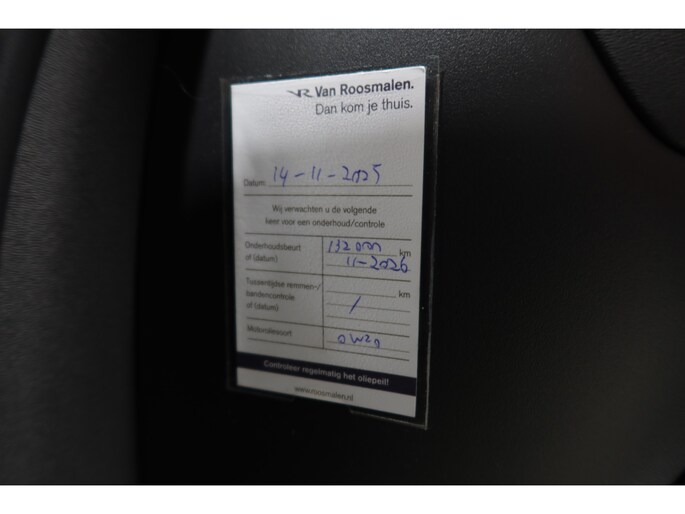 VR Van Roosmalen.
Dan kom je thuis.
Datum 14-11-2025
Wij verwachten u de volgende
keer voor een onderhoud/controle
Onderhoudsbeurt 132000 km
of (datum) 11-2026
Tussentijdse remmen-/ km
bandencontrole /
of (datum)
Motoroliesoort 0W20
Controleer regelmatig het oliepeil!
www.roosmalen.nl